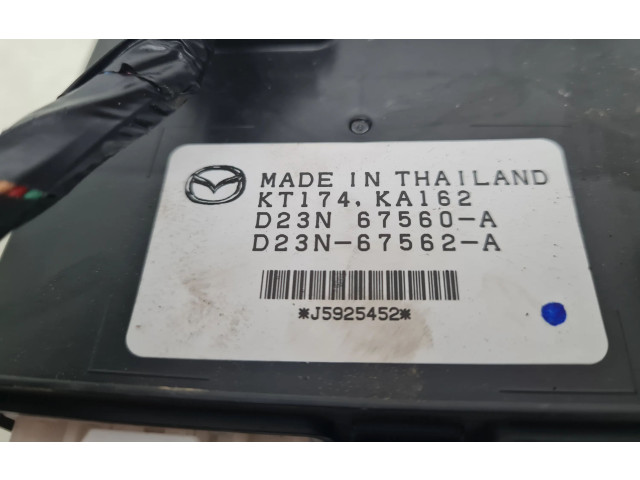 MADE IN THAILAND
KT174, KA162
D23N 67560-A
D23N-67562-A
*J5925452*